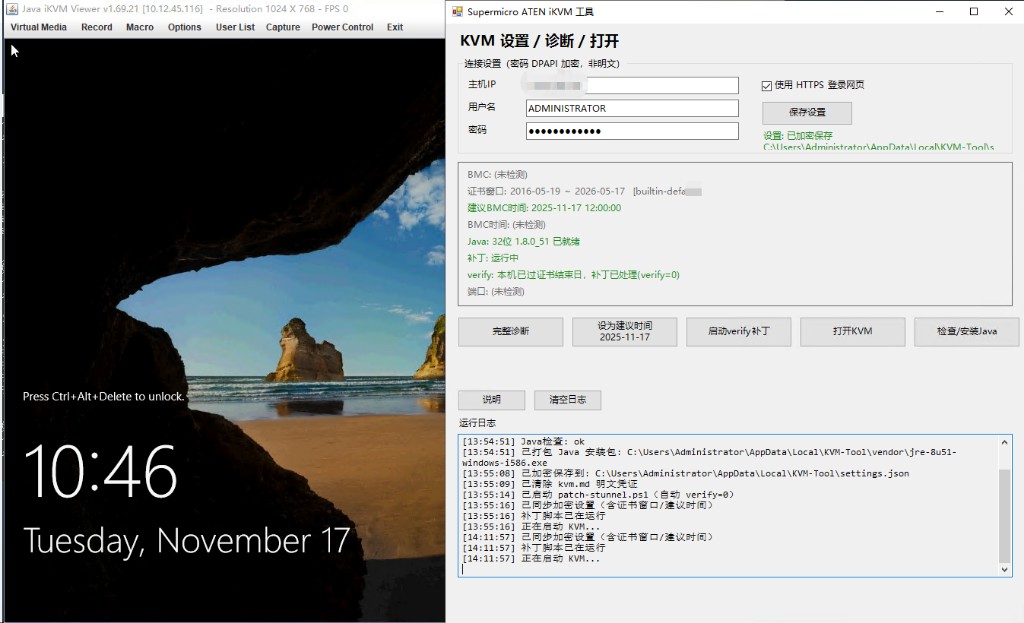 Java iKVM Viewer v1.69.21 [10.12.45.116] - Resolution 1024 X 768 - FPS 0
Virtual Media Record Macro Options User List Capture Power Control Exit
Press Ctrl+Alt+Delete to unlock.
10:46
Tuesday, November 17
Supermicro ATEN iKVM 工具
KVM 设置 / 诊断 / 打开
连接设置 (密码 DPAPI 加密，非明文)
主机IP
使用 HTTPS 登录网页
用户名 ADMINISTRATOR
保存设置
密码 ●●●●●●●●●●●●
设置: 已加密保存
C:\Users\Administrator\AppData\Local\KVM-Tool\s
BMC: (未检测)
证书窗口: 2016-05-19 ~ 2026-05-17 [builtin-defa
建议BMC时间: 2025-11-17 12:00:00
BMC时间: (未检测)
Java: 32位 1.8.0_51 已就绪
补丁: 运行中
verify: 本机已过证书结束日，补丁已处理(verify=0)
端口: (未检测)
完整诊断
设为建议时间
2025-11-17
启动verify补丁
打开KVM
检查/安装Java
说明
清空日志
运行日志
[13:54:51] Java检查: ok
[13:54:51] 已打包 Java 安装包: C:\Users\Administrator\AppData\Local\KVM-Tool\vendor\jre-8u51-
windows-i586.exe
[13:55:08] 已加密保存到: C:\Users\Administrator\AppData\Local\KVM-Tool\settings.json
[13:55:09] 已清除 kvm.md 明文凭证
[13:55:14] 已启动 patch-stunnel.ps1（自动 verify=0）
[13:55:16] 已同步加密设置（含证书窗口/建议时间）
[13:55:16] 补丁脚本已在运行
[13:55:16] 正在启动 KVM...
[14:11:57] 已同步加密设置（含证书窗口/建议时间）
[14:11:57] 补丁脚本已在运行
[14:11:57] 正在启动 KVM...